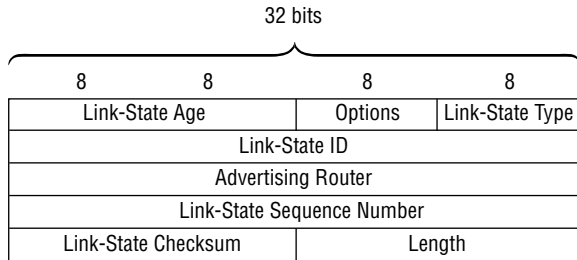 32 bits
8 8 8 8
Link-State Age Options Link-State Type
Link-State ID
Advertising Router
Link-State Sequence Number
Link-State Checksum Length